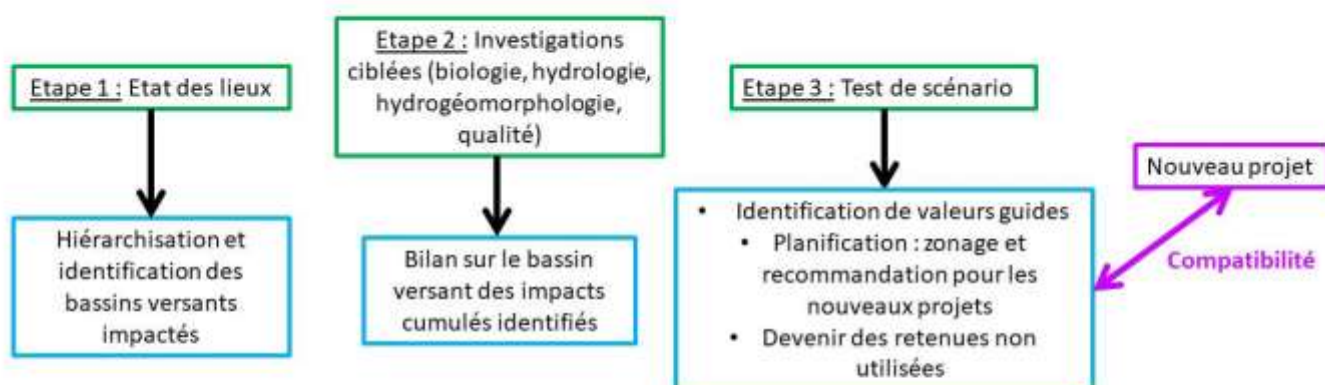 Etape 1 : Etat des lieux
Hiérarchisation et
identification des
bassins versants
impactés
Etape 2 : Investigations
ciblées (biologie, hydrologie,
hydrogéomorphologie,
qualité)
Bilan sur le bassin
versant des impacts
cumulés identifiés
Etape 3 : Test de scénario
• Identification de valeurs guides
• Planification : zonage et
recommandation pour les
nouveaux projets
• Devenir des retenues non
utilisées
Nouveau projet
Compatibilité